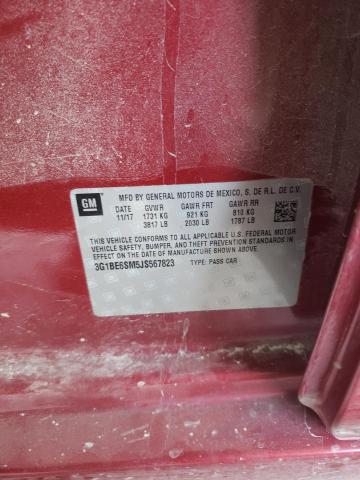 GM
MFD BY GENERAL MOTORS DE MEXICO, S. DE R.L. DE C.V.
DATE GVWR GAWR FRT GAWR RR
11/17 1731 KG 921 KG 810 KG
3817 LB 2030 LB 1787 LB
THIS VEHICLE CONFORMS TO ALL APPLICABLE U.S. FEDERAL MOTOR
VEHICLE SAFETY, BUMPER, AND THEFT PREVENTION STANDARDS IN
EFFECT ON THE DATE OF MANUFACTURE SHOWN ABOVE.
3G1BE6SM5JS567823 TYPE: PASS CAR